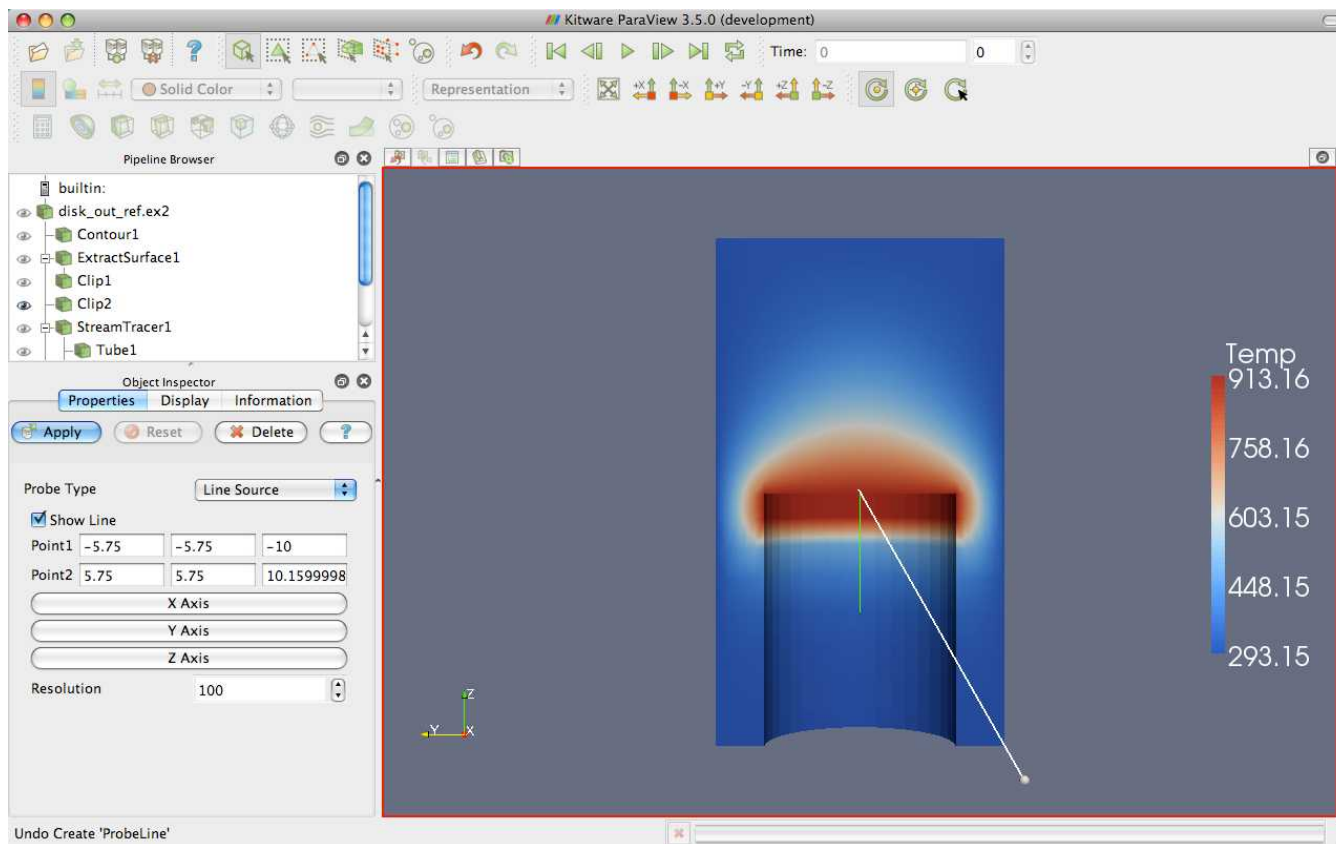 Kitware ParaView 3.5.0 (development)
Time: 0 0
Solid Color Representation
+X -X +Y -Y +Z -Z
Pipeline Browser
builtin:
disk_out_ref.ex2
Contour1
ExtractSurface1
Clip1
Clip2
StreamTracer1
Tube1
Object Inspector
Properties Display Information
Apply Reset Delete ?
Probe Type Line Source
Show Line
Point1 -5.75 -5.75 -10
Point2 5.75 5.75 10.1599998
X Axis
Y Axis
Z Axis
Resolution 100
Temp
913.16
758.16
603.15
448.15
293.15
Z
Y X
Undo Create 'ProbeLine'